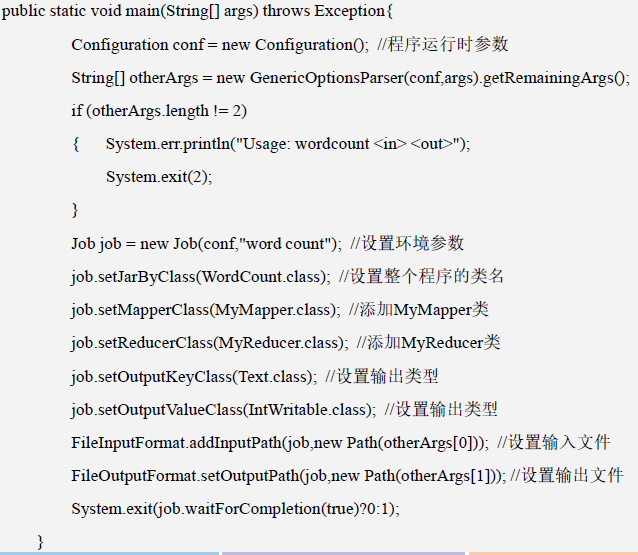 public static void main(String[] args) throws Exception{
Configuration conf = new Configuration(); //程序运行时参数
String[] otherArgs = new GenericOptionsParser(conf,args).getRemainingArgs();
if (otherArgs.length != 2)
{ System.err.println("Usage: wordcount <in> <out>");
System.exit(2);
}
Job job = new Job(conf,"word count"); //设置环境参数
job.setJarByClass(WordCount.class); //设置整个程序的类名
job.setMapperClass(MyMapper.class); //添加MyMapper类
job.setReducerClass(MyReducer.class); //添加MyReducer类
job.setOutputKeyClass(Text.class); //设置输出类型
job.setOutputValueClass(IntWritable.class); //设置输出类型
FileInputFormat.addInputPath(job,new Path(otherArgs[0])); //设置输入文件
FileOutputFormat.setOutputPath(job,new Path(otherArgs[1])); //设置输出文件
System.exit(job.waitForCompletion(true)?0:1);
}